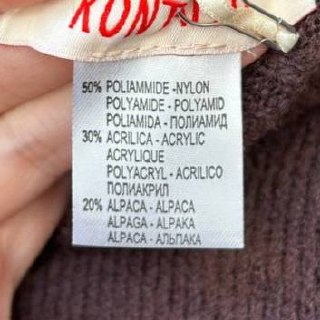 50% POLIAMMIDE -NYLON
POLYAMIDE - POLYAMID
POLIAMIDA - ПОЛИАМИД
30% ACRILICA - ACRYLIC
ACRYLIQUE
POLYACRYL - ACRILICO
ПОЛИАКРИЛ
20% ALPACA - ALPACA
ALPAGA - ALPAKA
ALPACA - АЛЬПАКА